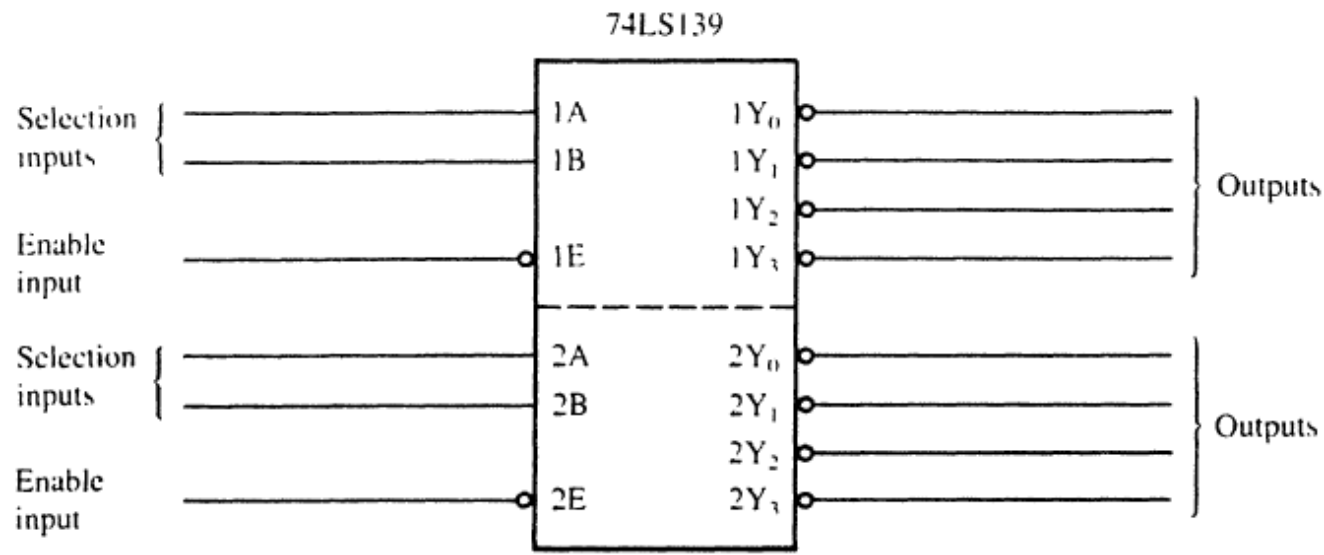 74LS139
Selection
inputs
1A
1B
1Y₀
1Y₁
1Y₂
1Y₃
Outputs
Enable
input
1E
Selection
inputs
2A
2B
2Y₀
2Y₁
2Y₂
2Y₃
Outputs
Enable
input
2E